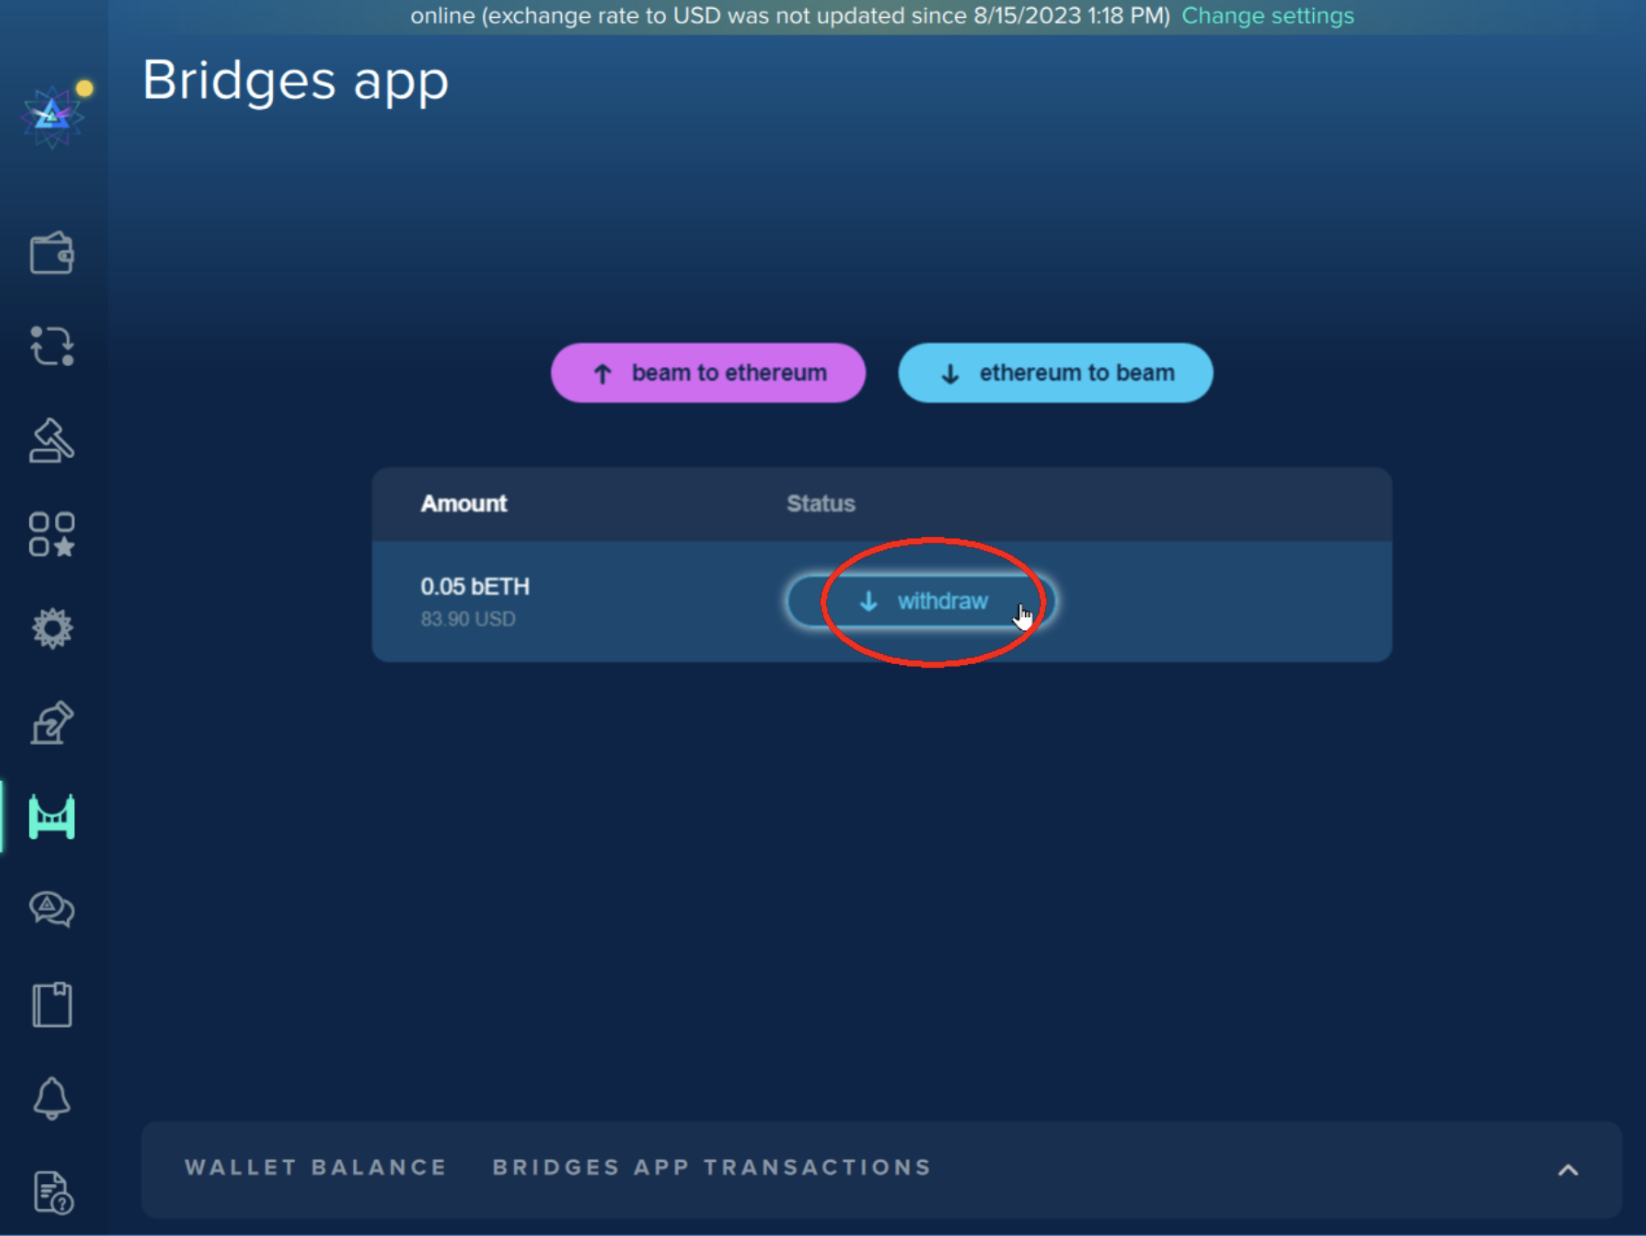 online (exchange rate to USD was not updated since 8/15/2023 1:18 PM) Change settings
Bridges app
beam to ethereum
ethereum to beam
Amount Status
0.05 bETH
83.90 USD
withdraw
WALLET BALANCE BRIDGES APP TRANSACTIONS